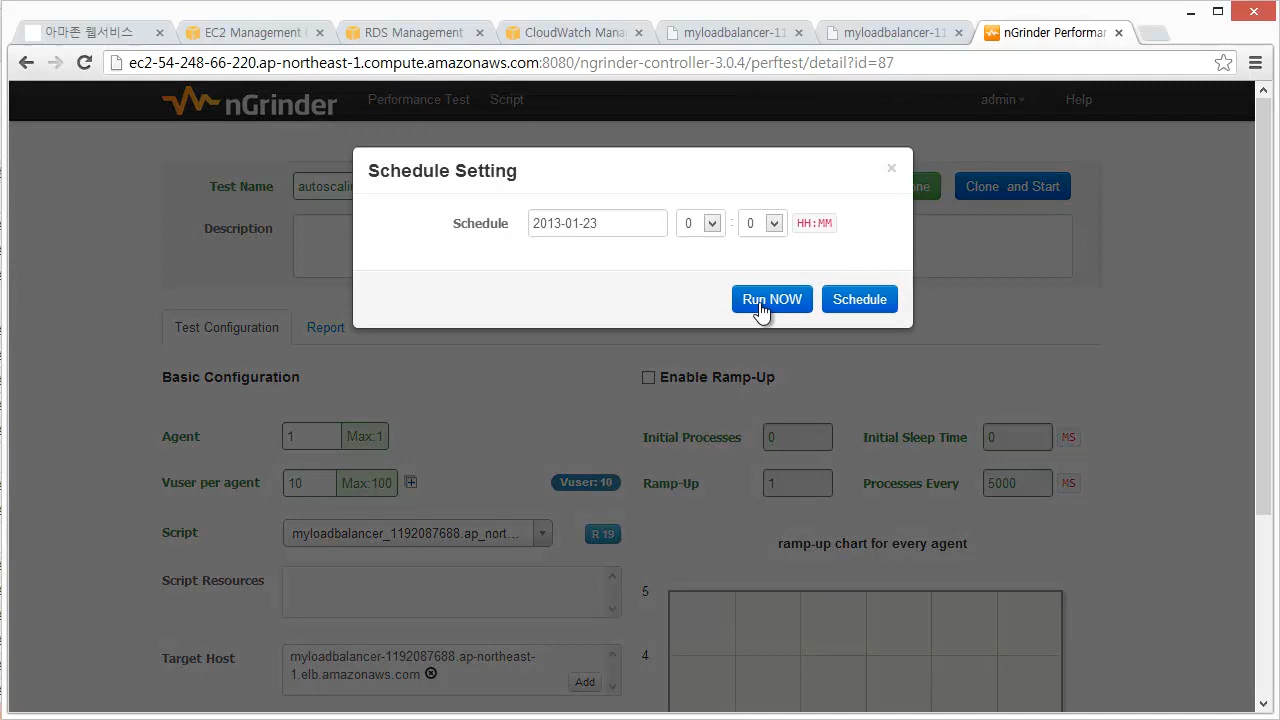 아마존 웹서비스
EC2 Management
RDS Management
CloudWatch Mana
myloadbalancer-11
myloadbalancer-11
nGrinder Performar
ec2-54-248-66-220.ap-northeast-1.compute.amazonaws.com:8080/ngrinder-controller-3.0.4/perftest/detail?id=87
nGrinder
Performance Test
Script
admin
Help
Schedule Setting
×
Test Name
autoscalin
one
Clone and Start
Description
Schedule
2013-01-23
0
:
0
HH:MM
Run NOW
Schedule
Test Configuration
Report
Basic Configuration
Enable Ramp-Up
Agent
1
Max:1
Initial Processes
0
Initial Sleep Time
0
MS
Vuser per agent
10
Max:100
Vuser: 10
Ramp-Up
1
Processes Every
5000
MS
Script
myloadbalancer_1192087688.ap_nort...
R 19
ramp-up chart for every agent
Script Resources
5
Target Host
myloadbalancer-1192087688.ap-northeast-
1.elb.amazonaws.com
Add
4